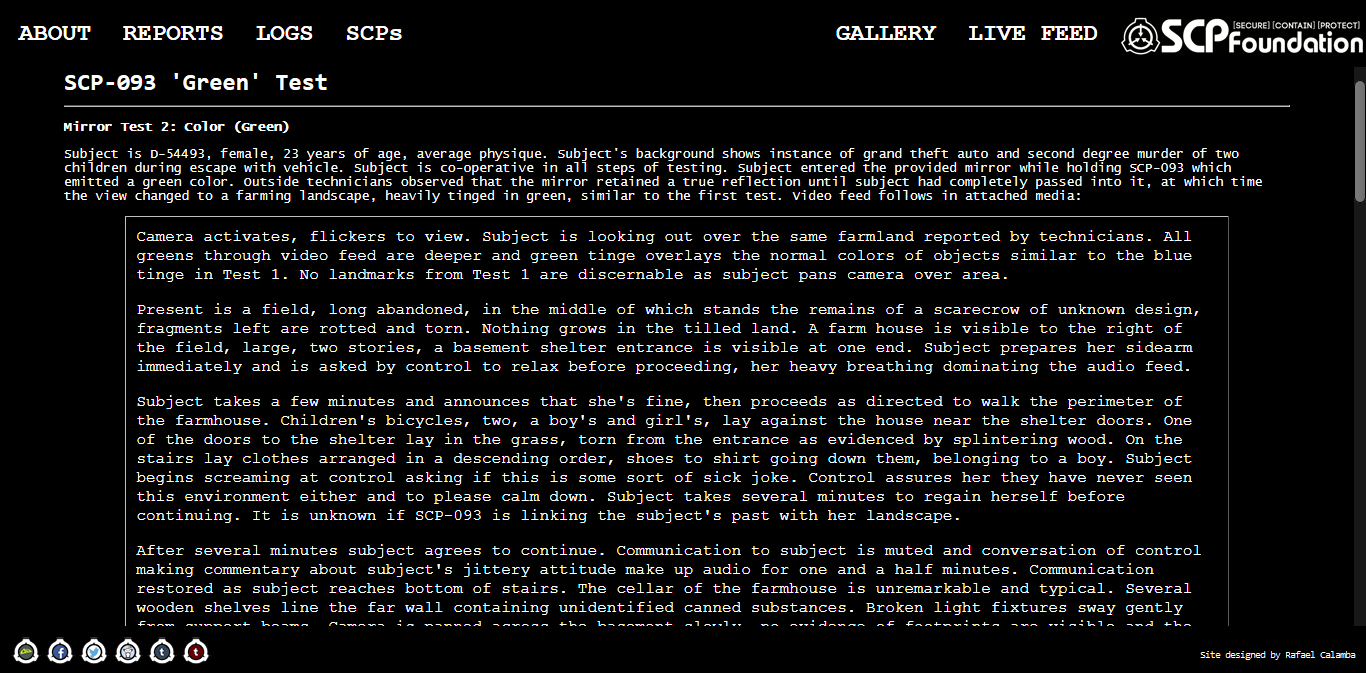 ABOUT REPORTS LOGS SCPs GALLERY LIVE FEED SCP Foundation [SECURE] [CONTAIN] [PROTECT]
SCP-093 'Green' Test
Mirror Test 2: Color (Green)
Subject is D-54493, female, 23 years of age, average physique. Subject's background shows instance of grand theft auto and second degree murder of two
children during escape with vehicle. Subject is co-operative in all steps of testing. Subject entered the provided mirror while holding SCP-093 which
emitted a green color. Outside technicians observed that the mirror retained a true reflection until subject had completely passed into it, at which time
the view changed to a farming landscape, heavily tinged in green, similar to the first test. Video feed follows in attached media:
Camera activates, flickers to view. Subject is looking out over the same farmland reported by technicians. All
greens through video feed are deeper and green tinge overlays the normal colors of objects similar to the blue
tinge in Test 1. No landmarks from Test 1 are discernable as subject pans camera over area.
Present is a field, long abandoned, in the middle of which stands the remains of a scarecrow of unknown design,
fragments left are rotted and torn. Nothing grows in the tilled land. A farm house is visible to the right of
the field, large, two stories, a basement shelter entrance is visible at one end. Subject prepares her sidearm
immediately and is asked by control to relax before proceeding, her heavy breathing dominating the audio feed.
Subject takes a few minutes and announces that she's fine, then proceeds as directed to walk the perimeter of
the farmhouse. Children's bicycles, two, a boy's and girl's, lay against the house near the shelter doors. One
of the doors to the shelter lay in the grass, torn from the entrance as evidenced by splintering wood. On the
stairs lay clothes arranged in a descending order, shoes to shirt going down them, belonging to a boy. Subject
begins screaming at control asking if this is some sort of sick joke. Control assures her they have never seen
this environment either and to please calm down. Subject takes several minutes to regain herself before
continuing. It is unknown if SCP-093 is linking the subject's past with her landscape.
After several minutes subject agrees to continue. Communication to subject is muted and conversation of control
making commentary about subject's jittery attitude make up audio for one and a half minutes. Communication
restored as subject reaches bottom of stairs. The cellar of the farmhouse is unremarkable and typical. Several
wooden shelves line the far wall containing unidentified canned substances. Broken light fixtures sway gently
from support beams. Camera is panned across the basement slowly, no evidence of footprints are visible and the
Site designed by Rafael Calamba